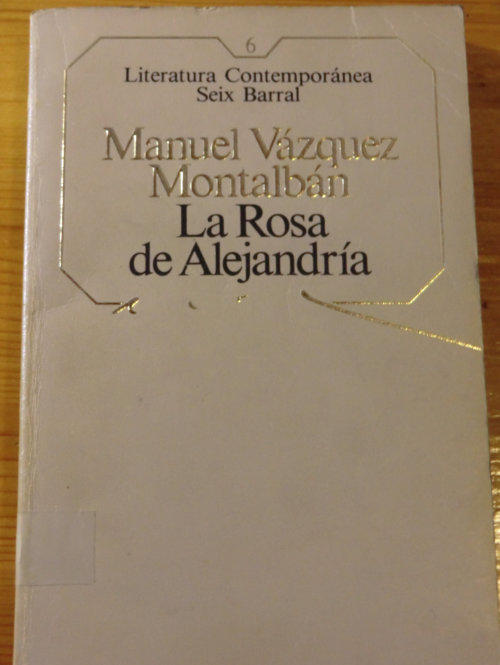 6
Literatura Contemporánea
Seix Barral
Manuel Vázquez
Montalbán
La Rosa
de Alejandría